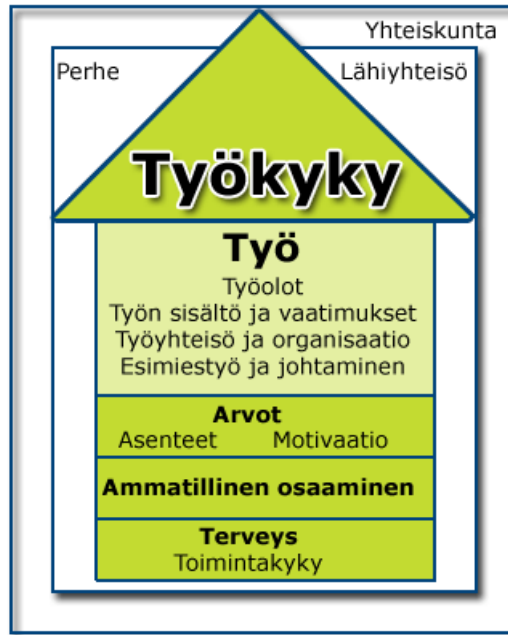 Yhteiskunta
Perhe Lähiyhteisö
Työkyky
Työ
Työolot
Työn sisältö ja vaatimukset
Työyhteisö ja organisaatio
Esimiestyö ja johtaminen
Arvot
Asenteet Motivaatio
Ammatillinen osaaminen
Terveys
Toimintakyky